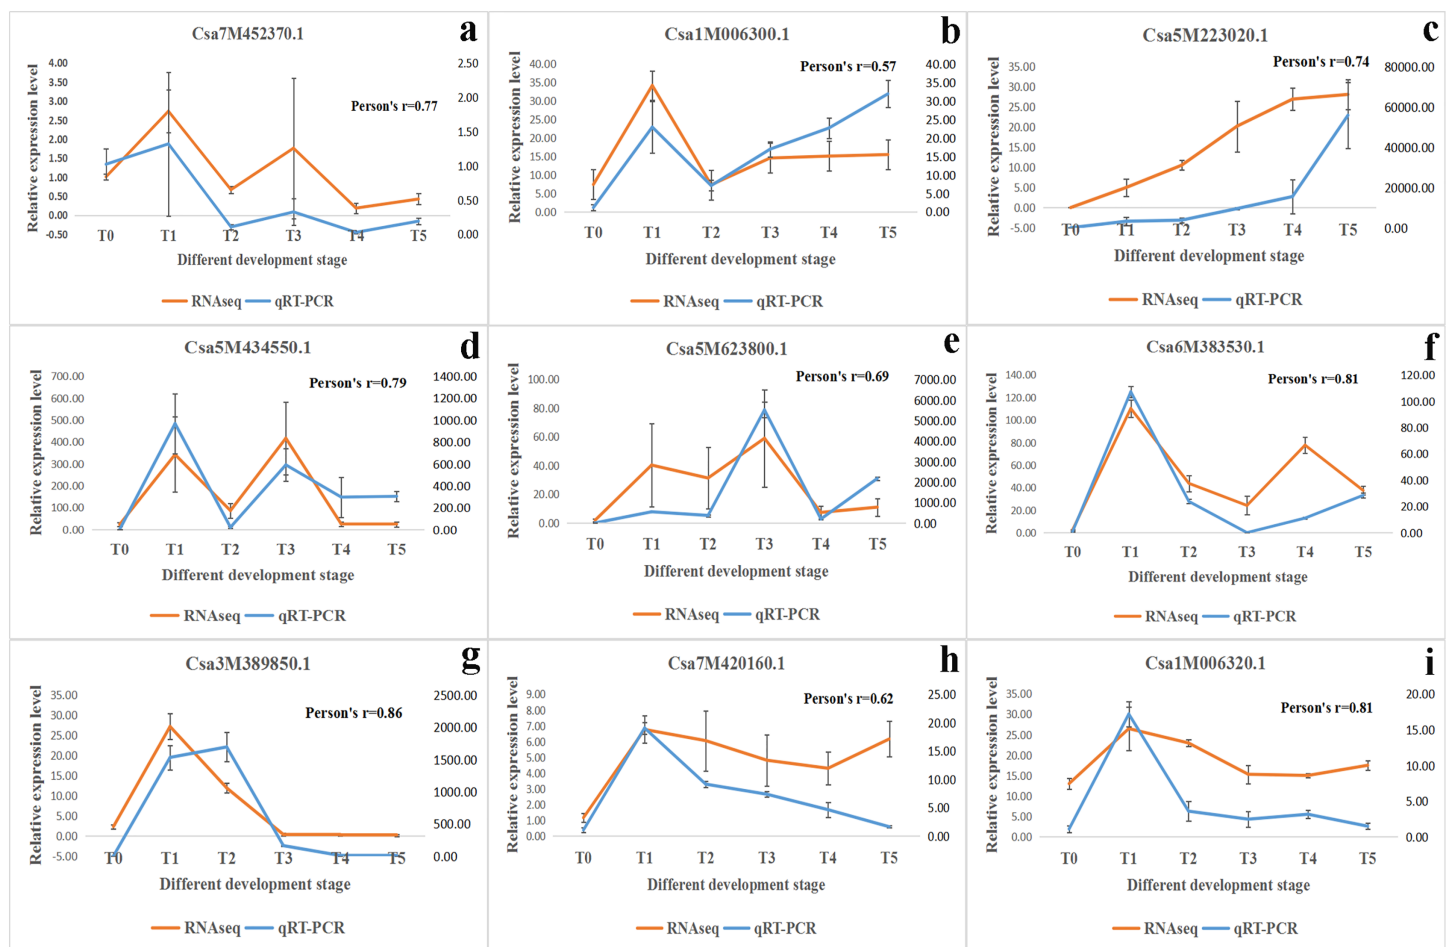 Csa7M452370.1
a
Relative expression level
4.00
3.50
3.00
2.50
2.00
1.50
1.00
0.50
0.00
-0.50
2.50
2.00
1.50
1.00
0.50
0.00
Person's r=0.77
T0 T1 T2 T3 T4 T5
Different development stage
RNAseq qRT-PCR
Csa1M006300.1
b
Relative expression level
40.00
35.00
30.00
25.00
20.00
15.00
10.00
5.00
0.00
40.00
35.00
30.00
25.00
20.00
15.00
10.00
5.00
0.00
Person's r=0.57
T0 T1 T2 T3 T4 T5
Different development stage
RNAseq qRT-PCR
Csa5M223020.1
c
Relative expression level
35.00
30.00
25.00
20.00
15.00
10.00
5.00
0.00
-5.00
80000.00
60000.00
40000.00
20000.00
0.00
Person's r=0.74
T0 T1 T2 T3 T4 T5
Different development stage
RNAseq qRT-PCR
Csa5M434550.1
d
Relative expression level
700.00
600.00
500.00
400.00
300.00
200.00
100.00
0.00
1400.00
1200.00
1000.00
800.00
600.00
400.00
200.00
0.00
Person's r=0.79
T0 T1 T2 T3 T4 T5
Different development stage
RNAseq qRT-PCR
Csa5M623800.1
e
Relative expression level
100.00
80.00
60.00
40.00
20.00
0.00
7000.00
6000.00
5000.00
4000.00
3000.00
2000.00
1000.00
0.00
Person's r=0.69
T0 T1 T2 T3 T4 T5
Different development stage
RNAseq qRT-PCR
Csa6M383530.1
f
Relative expression level
140.00
120.00
100.00
80.00
60.00
40.00
20.00
0.00
120.00
100.00
80.00
60.00
40.00
20.00
0.00
Person's r=0.81
T0 T1 T2 T3 T4 T5
Different development stage
RNAseq qRT-PCR
Csa3M389850.1
g
Relative expression level
35.00
30.00
25.00
20.00
15.00
10.00
5.00
0.00
-5.00
2500.00
2000.00
1500.00
1000.00
500.00
0.00
Person's r=0.86
T0 T1 T2 T3 T4 T5
Different development stage
RNAseq qRT-PCR
Csa7M420160.1
h
Relative expression level
9.00
8.00
7.00
6.00
5.00
4.00
3.00
2.00
1.00
0.00
25.00
20.00
15.00
10.00
5.00
0.00
Person's r=0.62
T0 T1 T2 T3 T4 T5
Different development stage
RNAseq qRT-PCR
Csa1M006320.1
i
Relative expression level
35.00
30.00
25.00
20.00
15.00
10.00
5.00
0.00
20.00
15.00
10.00
5.00
0.00
Person's r=0.81
T0 T1 T2 T3 T4 T5
Different development stage
RNAseq qRT-PCR